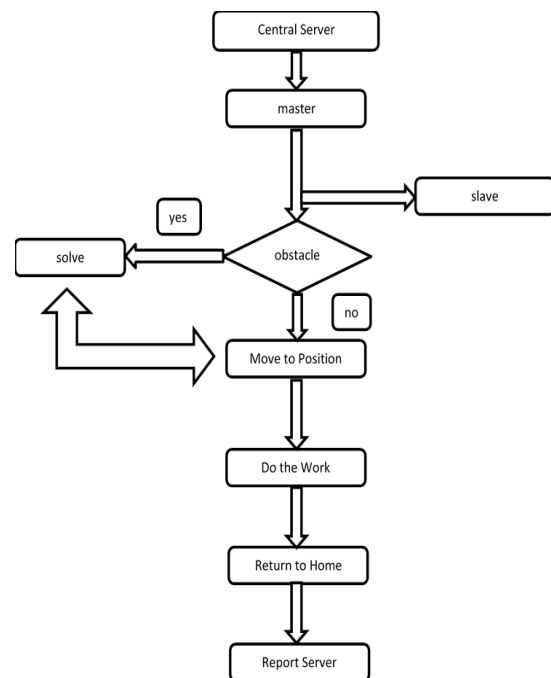 Central Server
master
slave
yes
solve
obstacle
no
Move to Position
Do the Work
Return to Home
Report Server